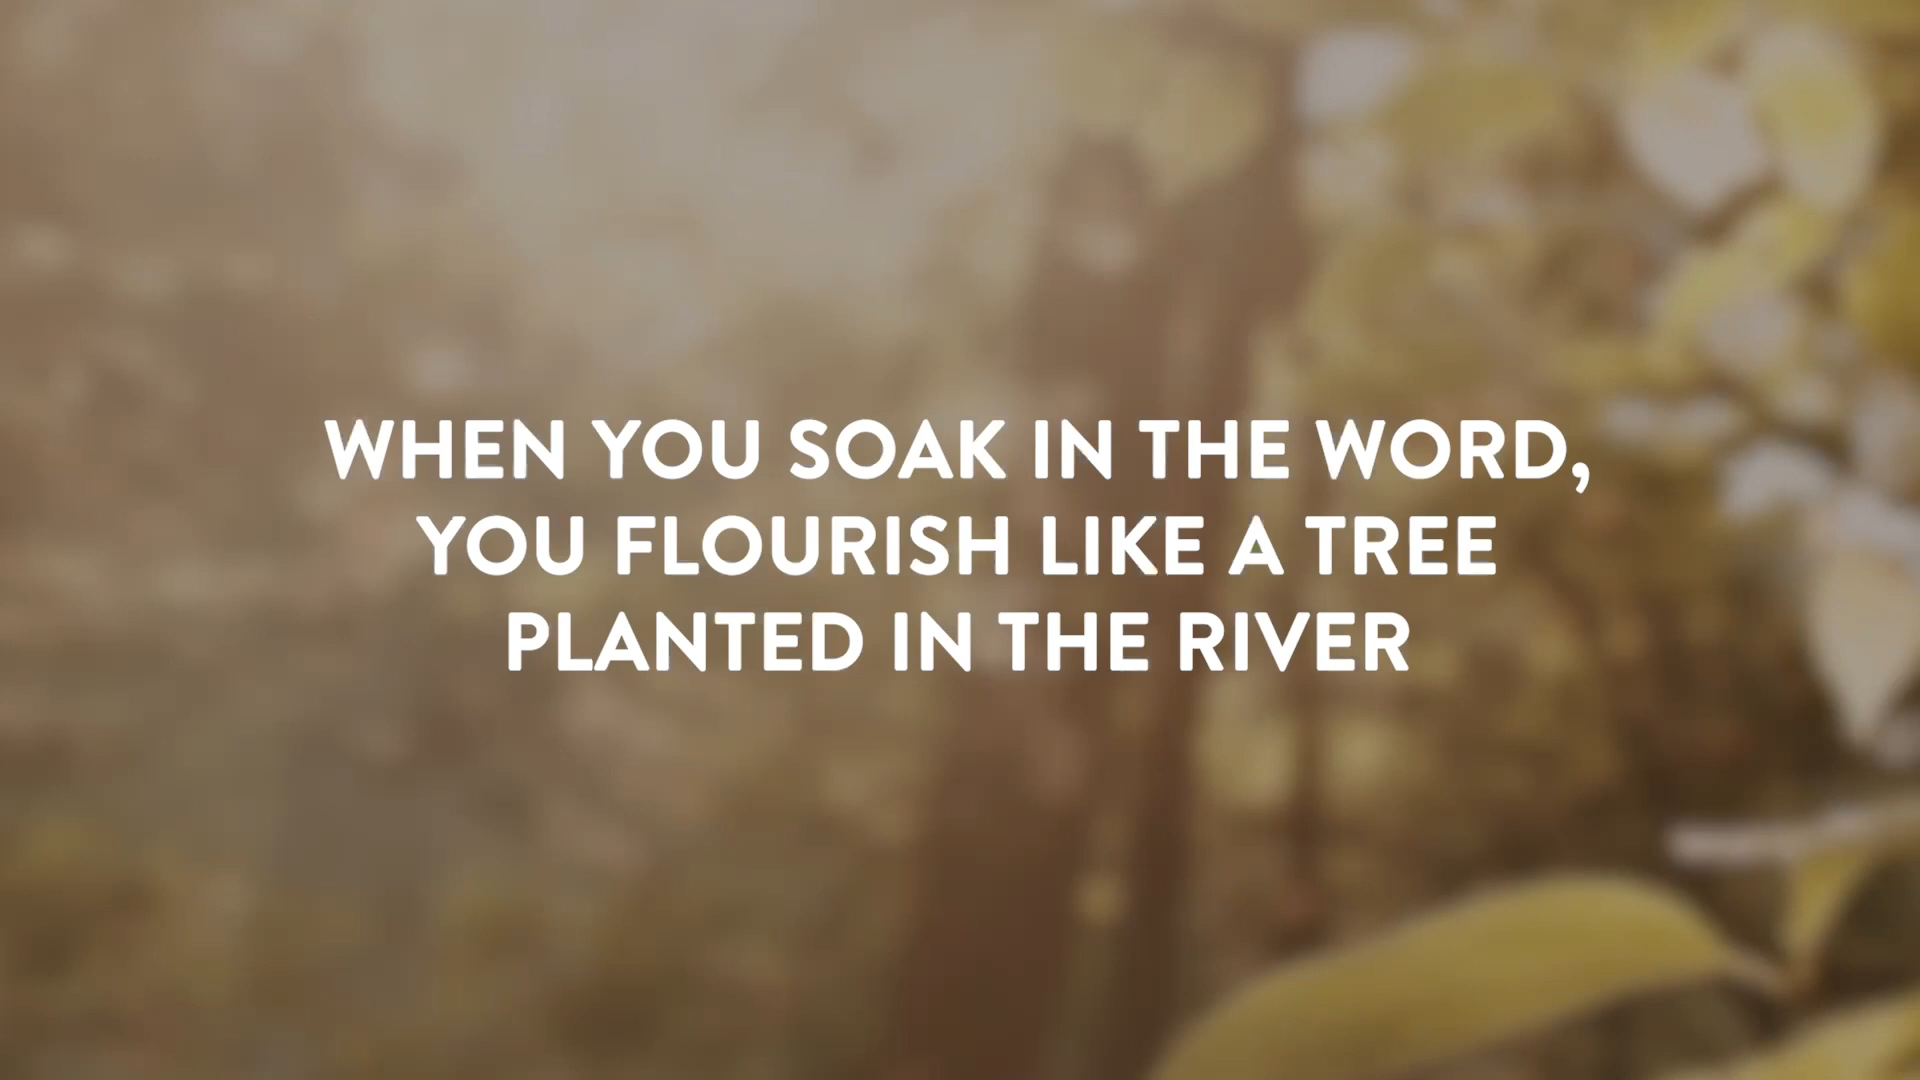 WHEN YOU SOAK IN THE WORD,
YOU FLOURISH LIKE A TREE
PLANTED IN THE RIVER